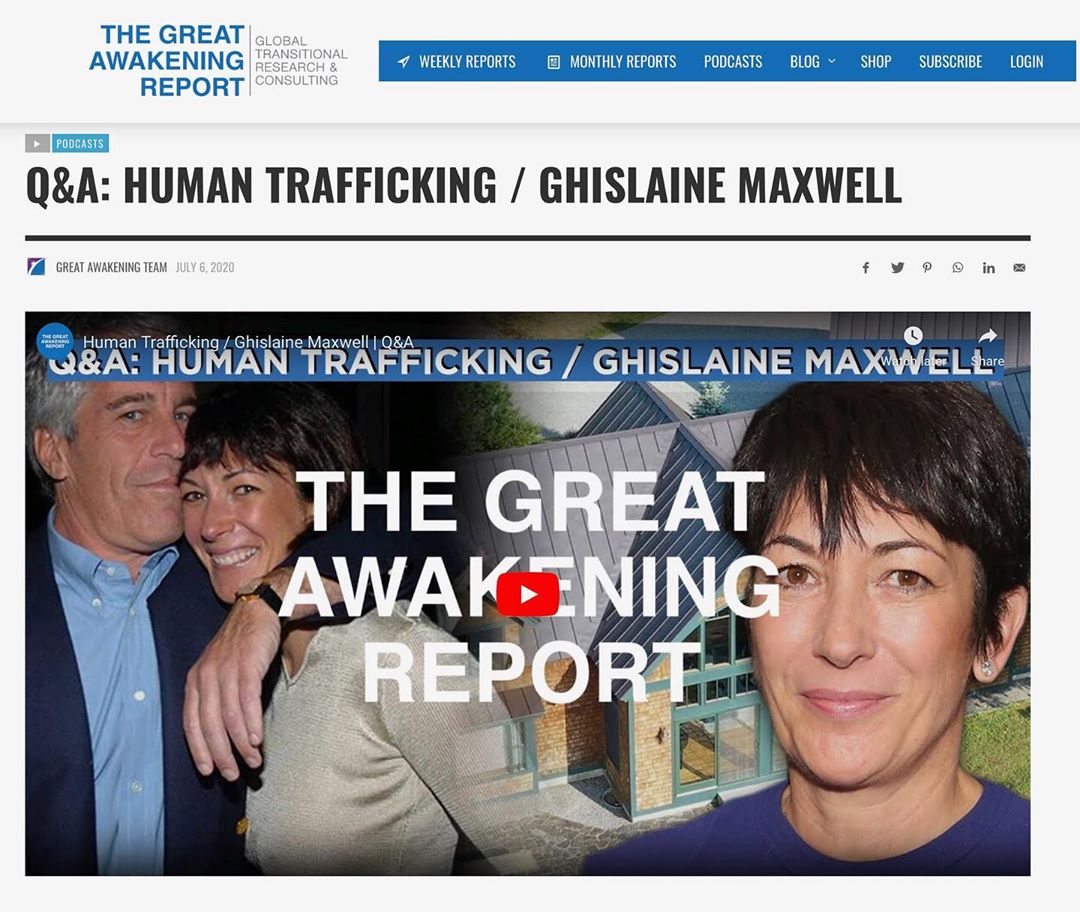 THE GREAT
AWAKENING
REPORT
GLOBAL
TRANSITIONAL
RESEARCH &
CONSULTING
WEEKLY REPORTS MONTHLY REPORTS PODCASTS BLOG SHOP SUBSCRIBE LOGIN
PODCASTS
Q&A: HUMAN TRAFFICKING / GHISLAINE MAXWELL
GREAT AWAKENING TEAM JULY 6, 2020
THE GREAT
AWAKENING
REPORT
Human Trafficking / Ghislaine Maxwell | Q&A
Watch later Share
Q&A: HUMAN TRAFFICKING / GHISLAINE MAXWELL
THE GREAT
AWAKENING
REPORT